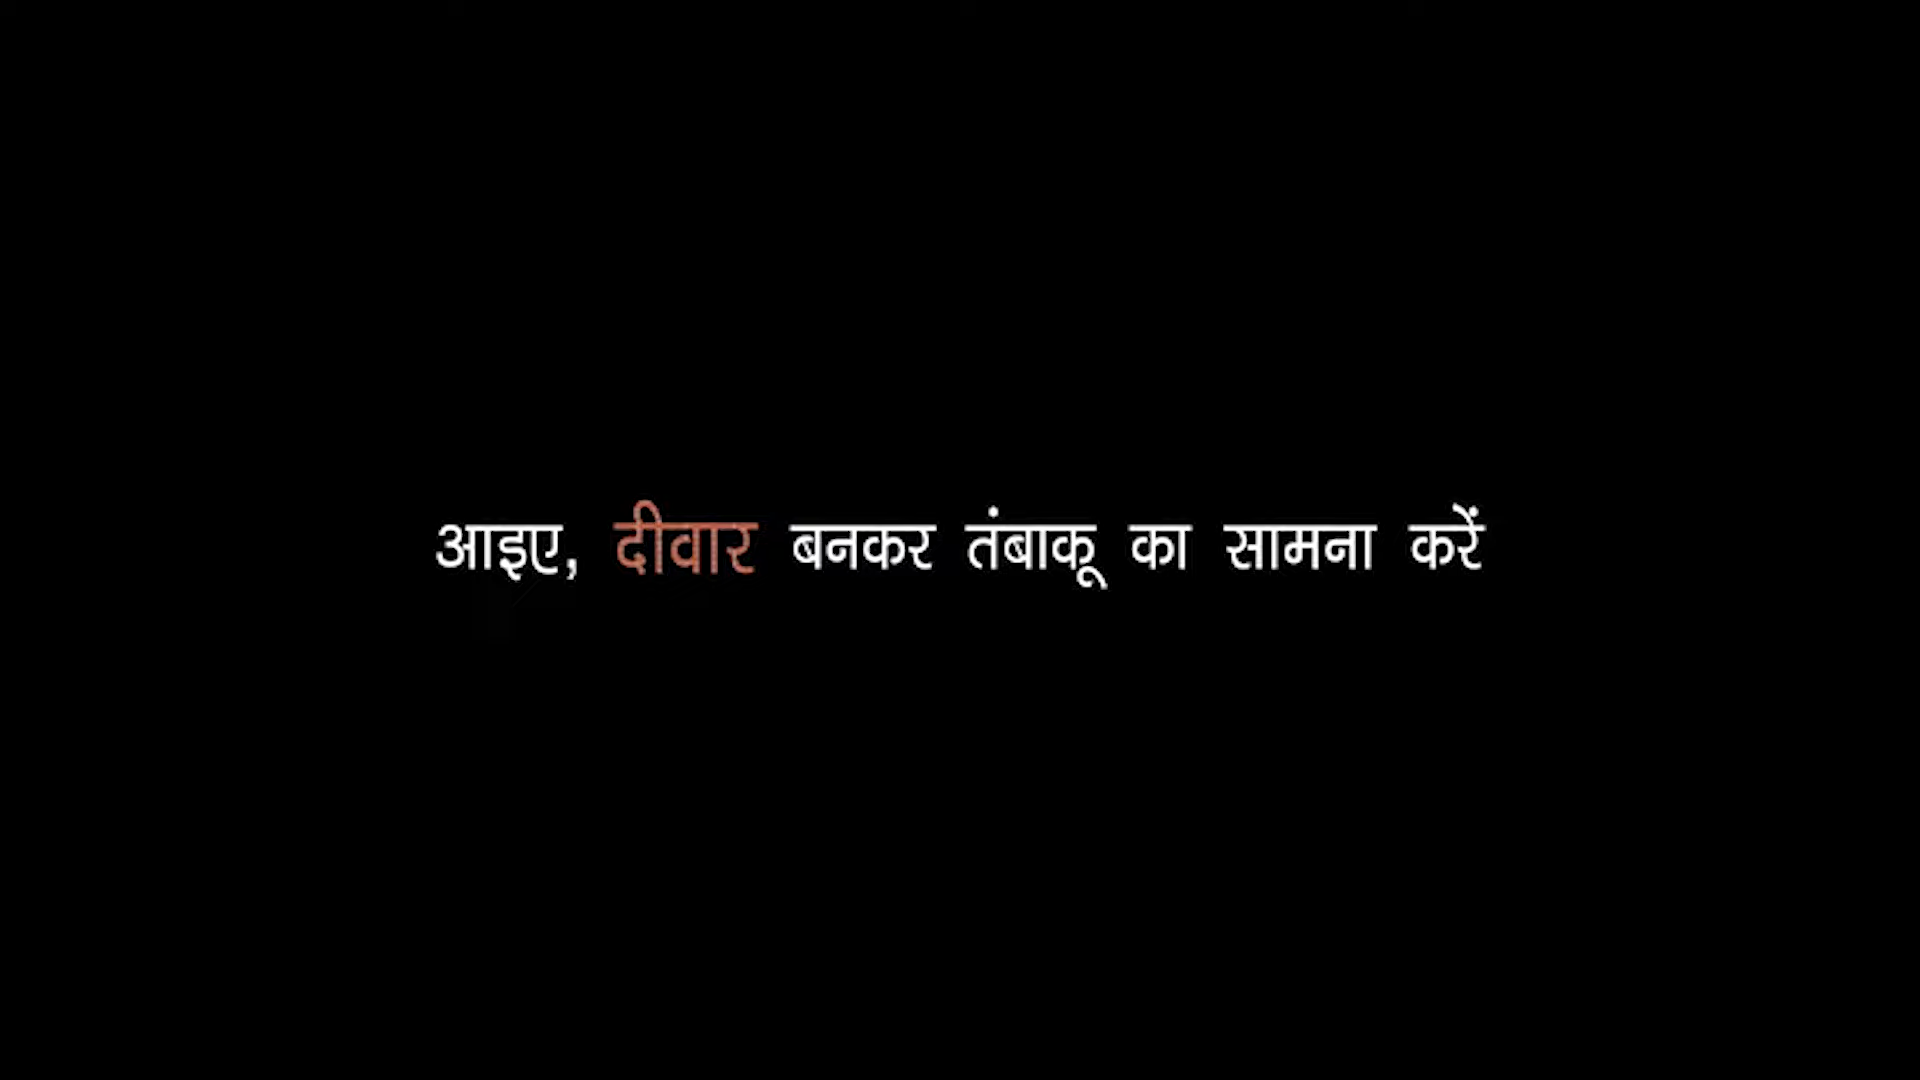 आइए, दीवार बनकर तंबाकू का सामना करें